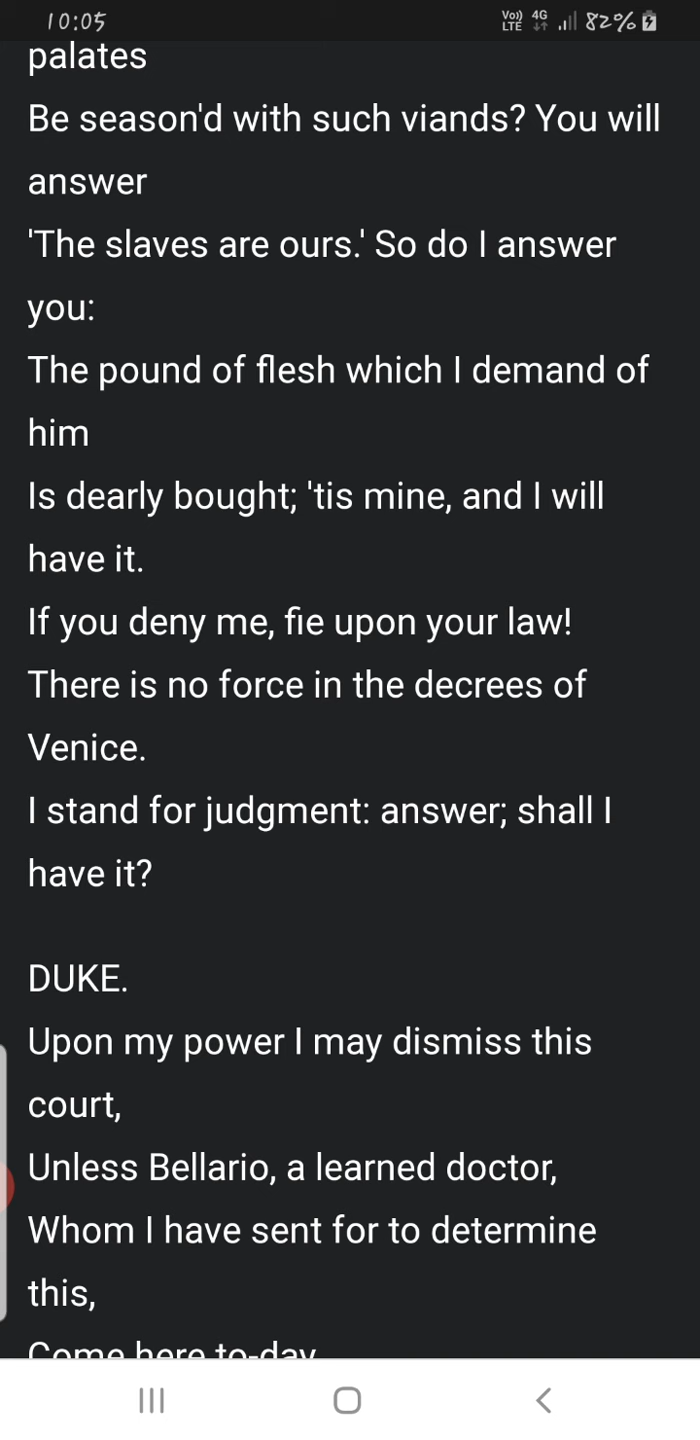 10:05
Vo)) 4G 82%
LTE
palates
Be season'd with such viands? You will
answer
'The slaves are ours.' So do I answer
you:
The pound of flesh which I demand of
him
Is dearly bought; 'tis mine, and I will
have it.
If you deny me, fie upon your law!
There is no force in the decrees of
Venice.
I stand for judgment: answer; shall I
have it?
DUKE.
Upon my power I may dismiss this
court,
Unless Bellario, a learned doctor,
Whom I have sent for to determine
this,
Come here to-day.